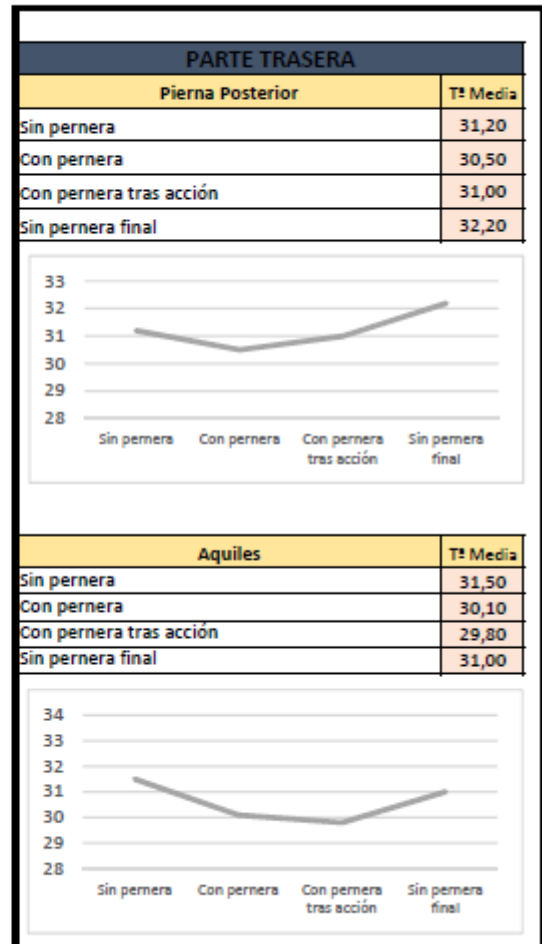 PARTE TRASERA
Pierna Posterior Tª Media
Sin pernera 31,20
Con pernera 30,50
Con pernera tras acción 31,00
Sin pernera final 32,20
33
32
31
30
29
28
Sin pernera Con pernera Con pernera Sin pernera
tras acción final
Aquiles Tª Media
Sin pernera 31,50
Con pernera 30,10
Con pernera tras acción 29,80
Sin pernera final 31,00
34
33
32
31
30
29
28
Sin pernera Con pernera Con pernera Sin pernera
tras acción final